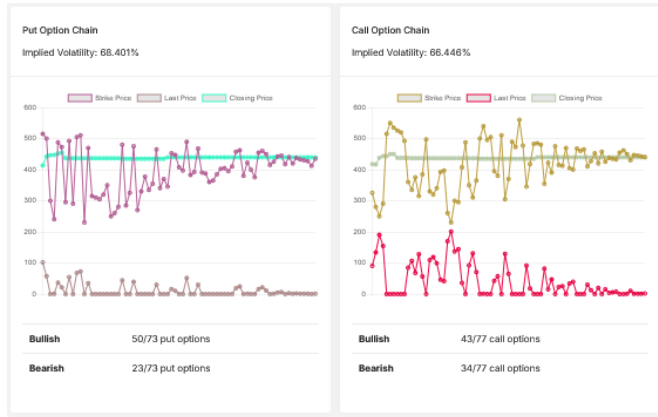 Put Option Chain
Implied Volatility: 68.401%
Strike Price Last Price Closing Price
600
500
400
300
200
100
0
Bullish 50/73 put options
Bearish 23/73 put options
Call Option Chain
Implied Volatility: 66.446%
Strike Price Last Price Closing Price
600
500
400
300
200
100
0
Bullish 43/77 call options
Bearish 34/77 call options